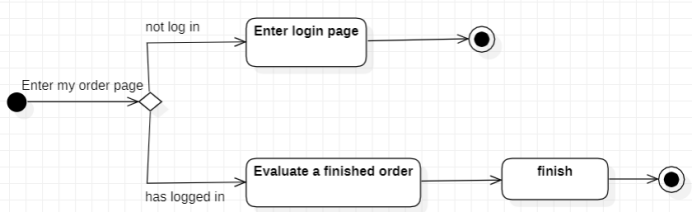 not log in
Enter login page
Enter my order page
Evaluate a finished order
finish
has logged in